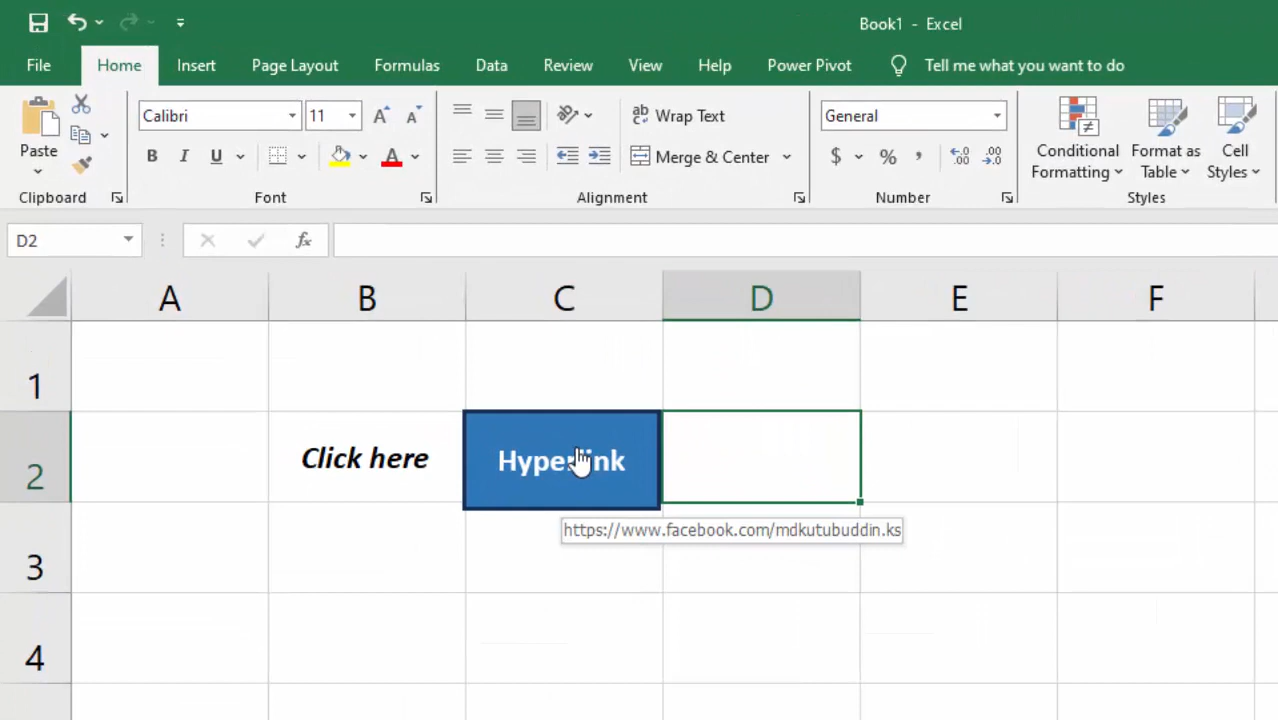 Book1 - Excel
File Home Insert Page Layout Formulas Data Review View Help Power Pivot Tell me what you want to do
Calibri 11 Wrap Text General
Paste B I U A Merge & Center $ % Conditional Formatting Format as Table Cell Styles
Clipboard Font Alignment Number Styles
D2 fx
A B C D E F
1
2 Click here Hyperlink
https://www.facebook.com/mdkutubuddin.ks
3
4